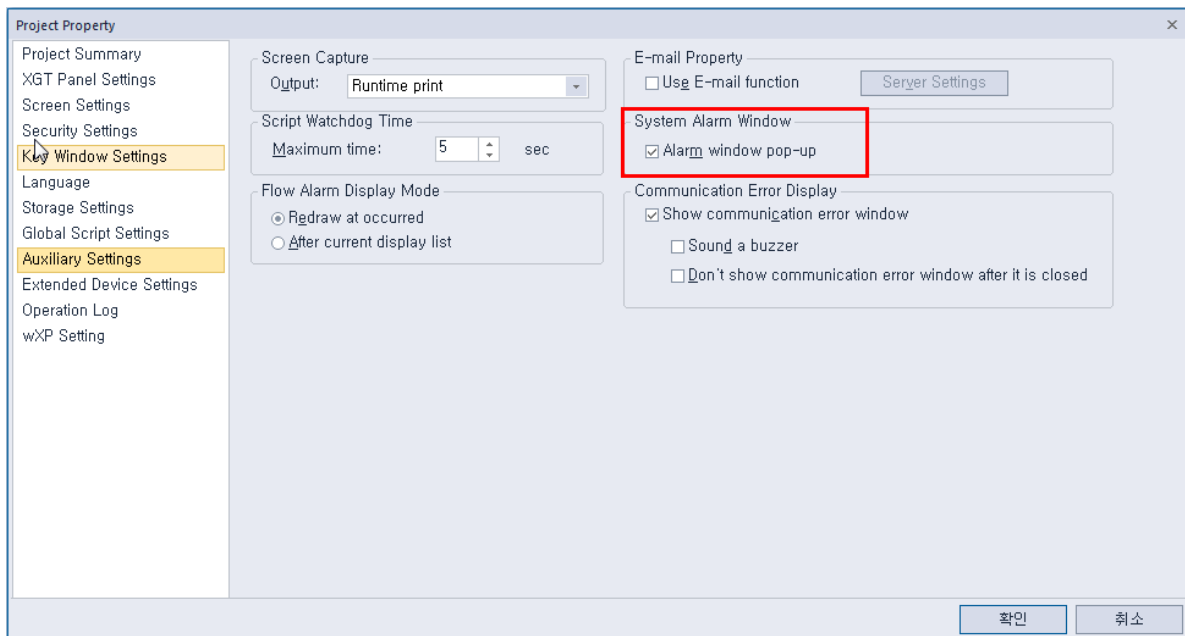 Project Property
Project Summary
XGT Panel Settings
Screen Settings
Security Settings
Key Window Settings
Language
Storage Settings
Global Script Settings
Auxiliary Settings
Extended Device Settings
Operation Log
wXP Setting
Screen Capture
Output: Runtime print
Script Watchdog Time
Maximum time: 5 sec
Flow Alarm Display Mode
Redraw at occurred
After current display list
E-mail Property
Use E-mail function Server Settings
System Alarm Window
Alarm window pop-up
Communication Error Display
Show communication error window
Sound a buzzer
Don't show communication error window after it is closed
확인 취소